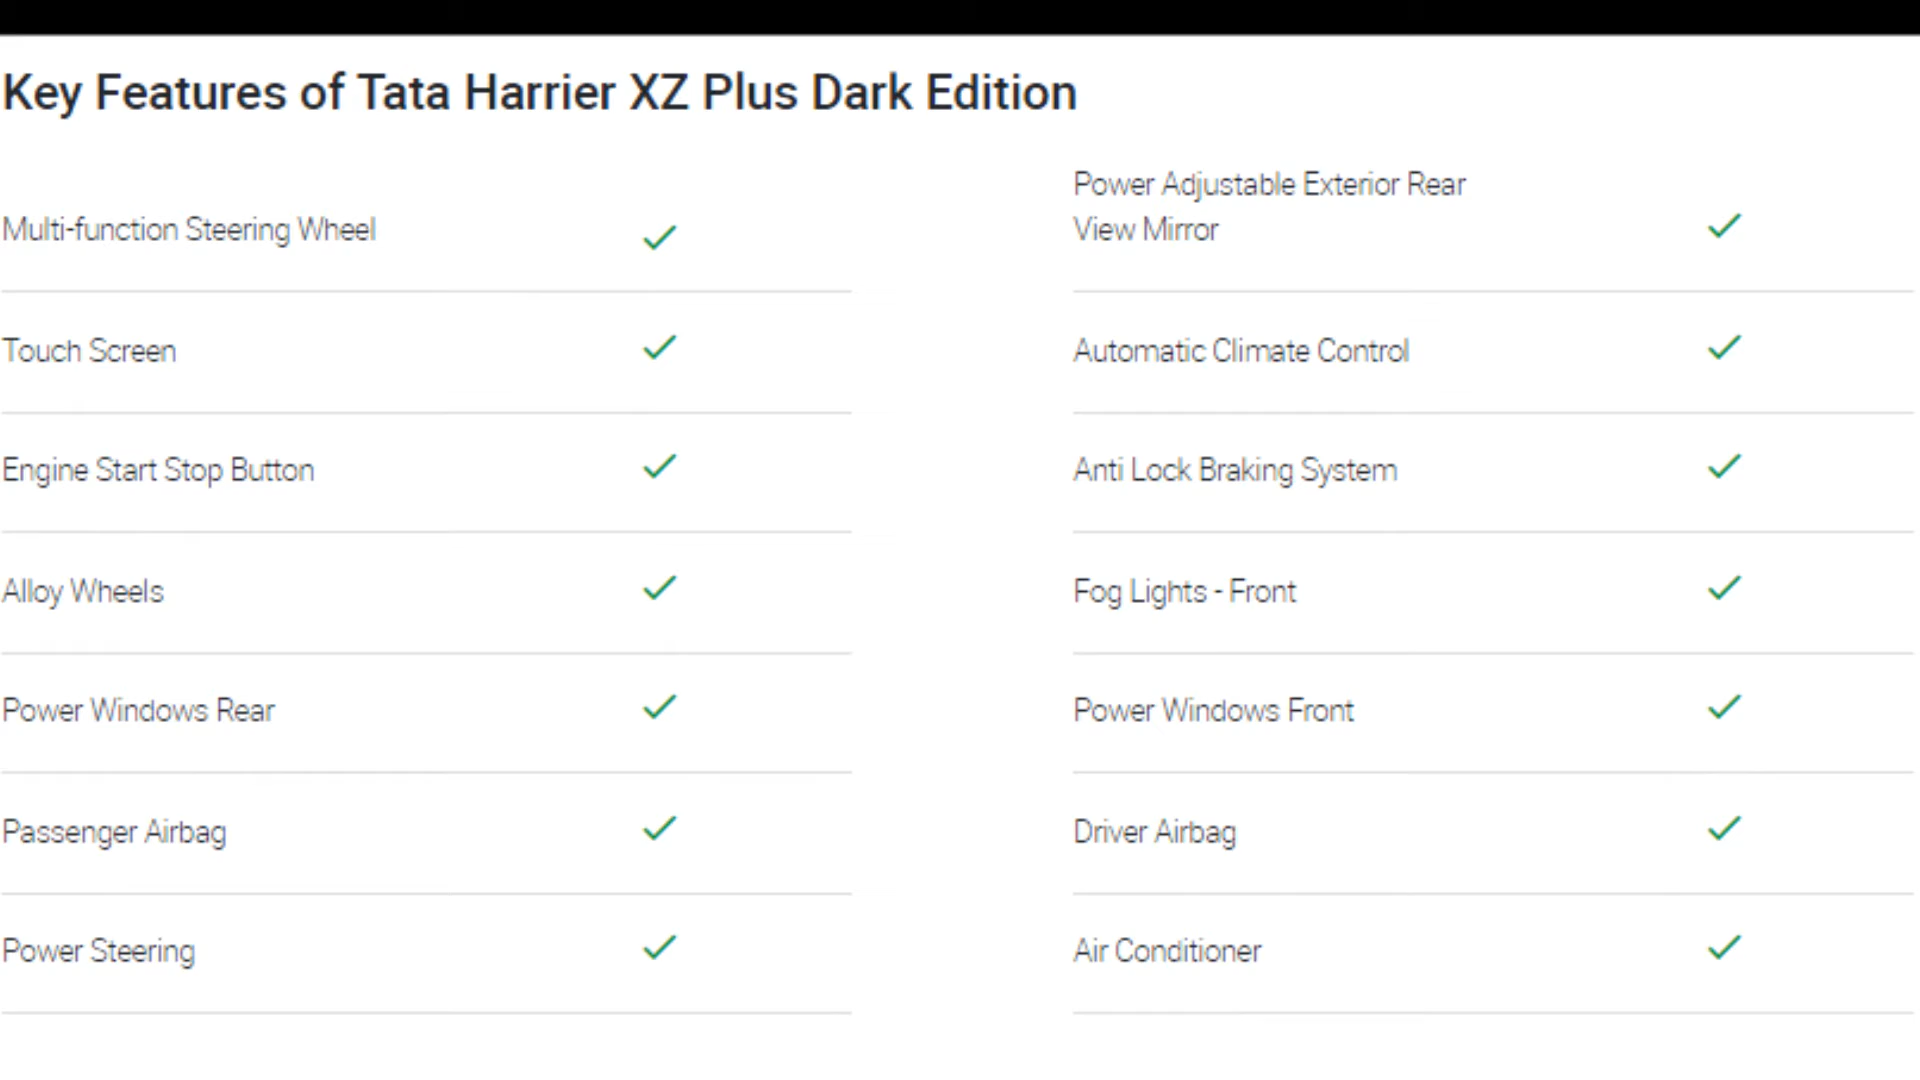 Key Features of Tata Harrier XZ Plus Dark Edition
Multi-function Steering Wheel
Power Adjustable Exterior Rear
View Mirror
Touch Screen
Automatic Climate Control
Engine Start Stop Button
Anti Lock Braking System
Alloy Wheels
Fog Lights - Front
Power Windows Rear
Power Windows Front
Passenger Airbag
Driver Airbag
Power Steering
Air Conditioner